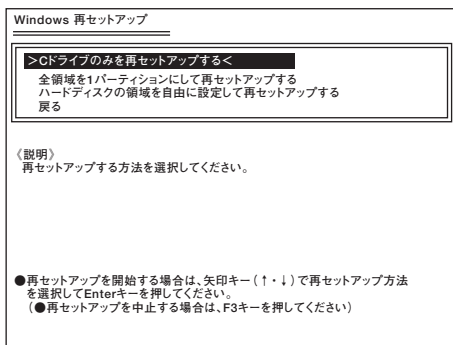 Windows 再セットアップ
>Cドライブのみを再セットアップする<
全領域を1パーティションにして再セットアップする
ハードディスクの領域を自由に設定して再セットアップする
戻る
《説明》
再セットアップする方法を選択してください。
●再セットアップを開始する場合は、矢印キー(↑・↓)で再セットアップ方法
を選択してEnterキーを押してください。
(●再セットアップを中止する場合は、F3キーを押してください)